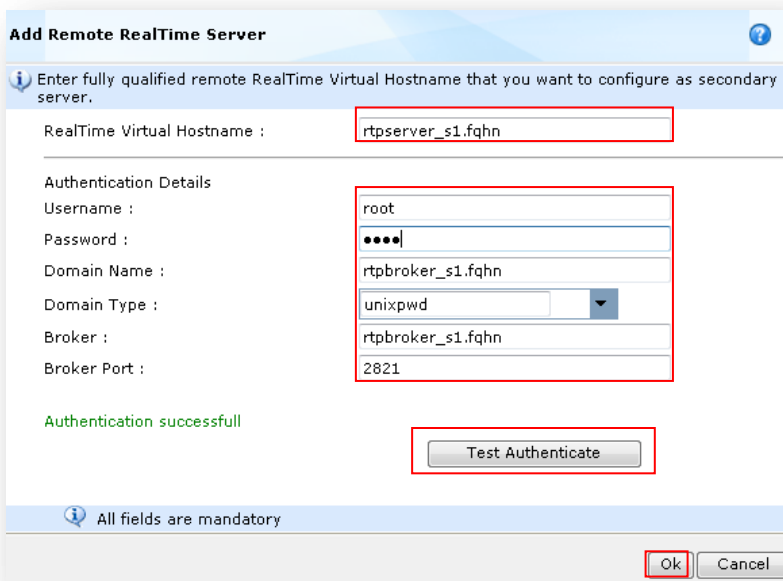 Add Remote RealTime Server
Enter fully qualified remote RealTime Virtual Hostname that you want to configure as secondary
server.
RealTime Virtual Hostname : rtpserver_s1.fqhn
Authentication Details
Username : root
Password : ●●●●
Domain Name : rtpbroker_s1.fqhn
Domain Type : unixpwd
Broker : rtpbroker_s1.fqhn
Broker Port : 2821
Authentication successfull
Test Authenticate
All fields are mandatory
Ok Cancel